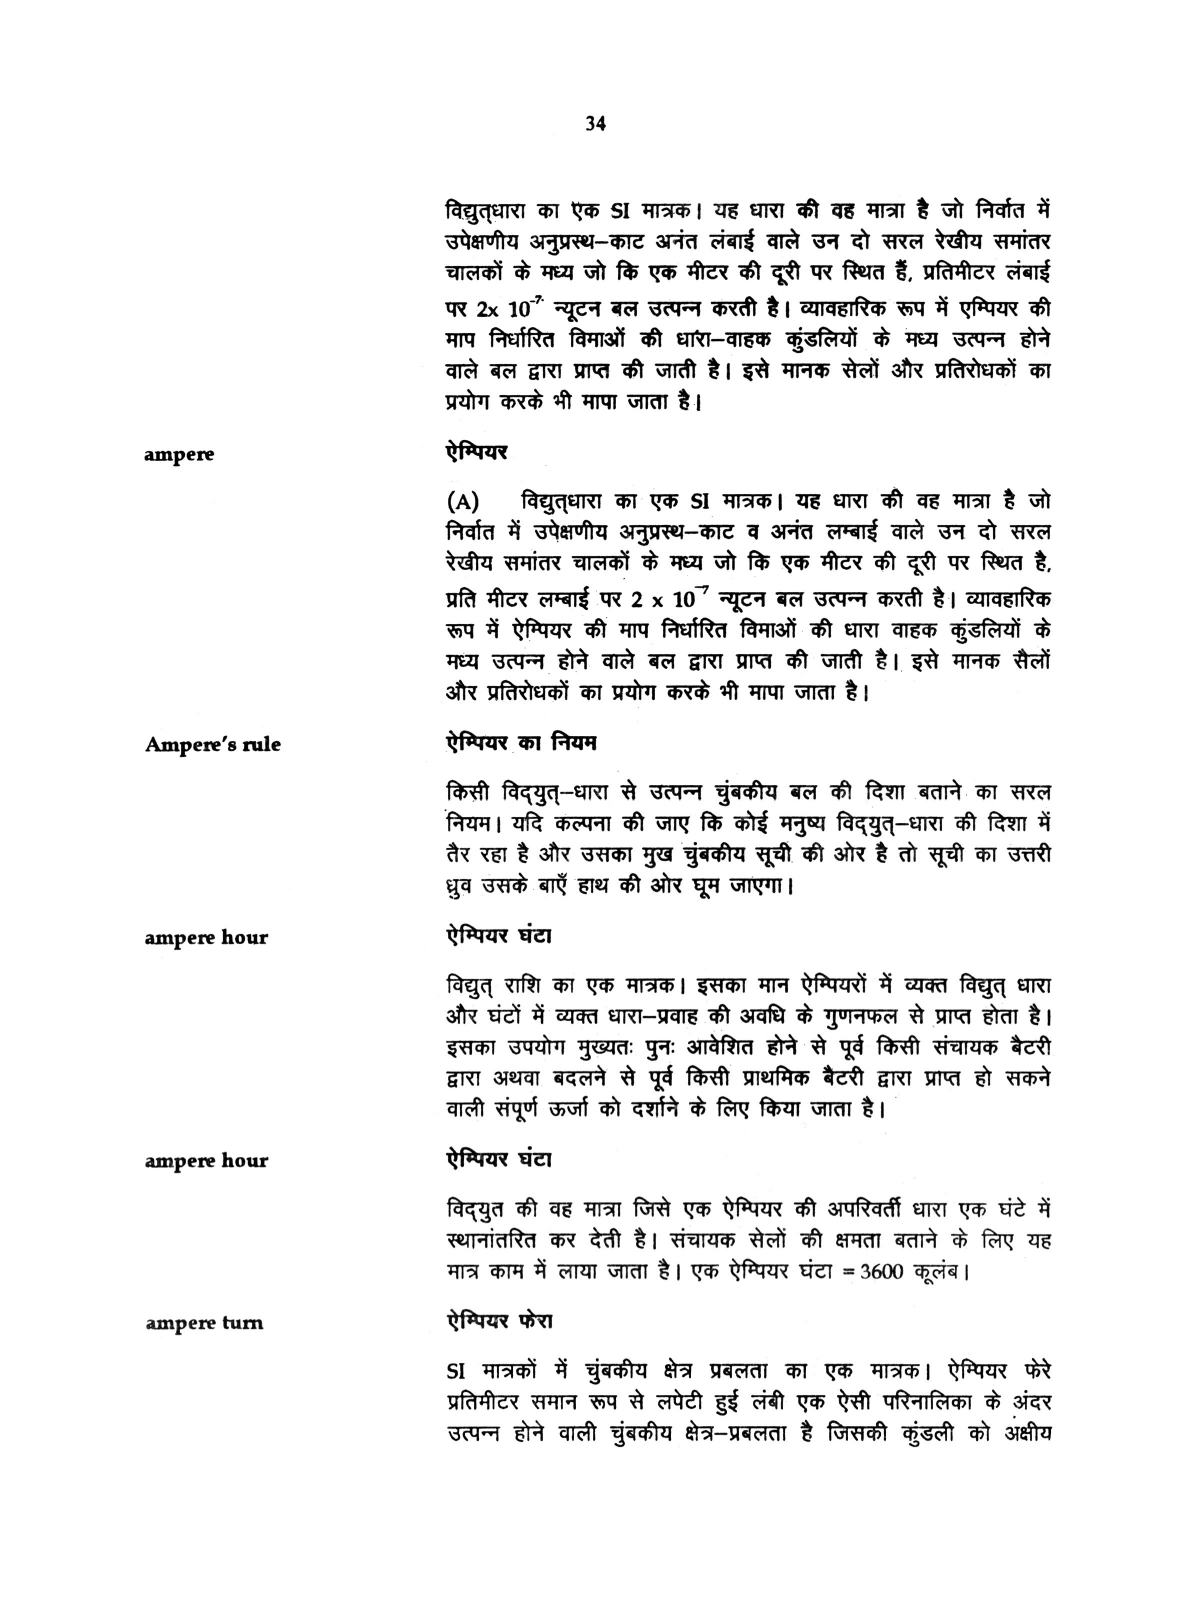 34
विद्युत्धारा का एक SI मात्रक। यह धारा की वह मात्रा है जो निर्वात में
उपेक्षणीय अनुप्रस्थ–काट अनंत लंबाई वाले उन दो सरल रेखीय समांतर
चालकों के मध्य जो कि एक मीटर की दूरी पर स्थित हैं, प्रतिमीटर लंबाई
पर 2x 10⁻⁷ न्यूटन बल उत्पन्न करती है। व्यावहारिक रूप में एम्पियर की
माप निर्धारित विमाओं की धारा–वाहक कुंडलियों के मध्य उत्पन्न होने
वाले बल द्वारा प्राप्त की जाती है। इसे मानक सेलों और प्रतिरोधकों का
प्रयोग करके भी मापा जाता है।
ampere ऐम्पियर
(A) विद्युत्धारा का एक SI मात्रक। यह धारा की वह मात्रा है जो
निर्वात में उपेक्षणीय अनुप्रस्थ–काट व अनंत लम्बाई वाले उन दो सरल
रेखीय समांतर चालकों के मध्य जो कि एक मीटर की दूरी पर स्थित है,
प्रति मीटर लम्बाई पर 2 x 10⁻⁷ न्यूटन बल उत्पन्न करती है। व्यावहारिक
रूप में ऐम्पियर की माप निर्धारित विमाओं की धारा वाहक कुंडलियों के
मध्य उत्पन्न होने वाले बल द्वारा प्राप्त की जाती है। इसे मानक सैलों
और प्रतिरोधकों का प्रयोग करके भी मापा जाता है।
Ampere's rule ऐम्पियर का नियम
किसी विद्‌युत्–धारा से उत्पन्न चुंबकीय बल की दिशा बताने का सरल
नियम। यदि कल्पना की जाए कि कोई मनुष्य विद्‌युत्–धारा की दिशा में
तैर रहा है और उसका मुख चुंबकीय सूची की ओर है तो सूची का उत्तरी
ध्रुव उसके बाएँ हाथ की ओर घूम जाएगा।
ampere hour ऐम्पियर घंटा
विद्युत् राशि का एक मात्रक। इसका मान ऐम्पियरों में व्यक्त विद्युत् धारा
और घंटों में व्यक्त धारा–प्रवाह की अवधि के गुणनफल से प्राप्त होता है।
इसका उपयोग मुख्यतः पुनः आवेशित होने से पूर्व किसी संचायक बैटरी
द्वारा अथवा बदलने से पूर्व किसी प्राथमिक बैटरी द्वारा प्राप्त हो सकने
वाली संपूर्ण ऊर्जा को दर्शाने के लिए किया जाता है।
ampere hour ऐम्पियर घंटा
विद्‌युत की वह मात्रा जिसे एक ऐम्पियर की अपरिवर्ती धारा एक घंटे में
स्थानांतरित कर देती है। संचायक सेलों की क्षमता बताने के लिए यह
मात्र काम में लाया जाता है। एक ऐम्पियर घंटा = 3600 कूलंब।
ampere turn ऐम्पियर फेरा
SI मात्रकों में चुंबकीय क्षेत्र प्रबलता का एक मात्रक। ऐम्पियर फेरे
प्रतिमीटर समान रूप से लपेटी हुई लंबी एक ऐसी परिनालिका के अंदर
उत्पन्न होने वाली चुंबकीय क्षेत्र–प्रबलता है जिसकी कुंडली को अक्षीय